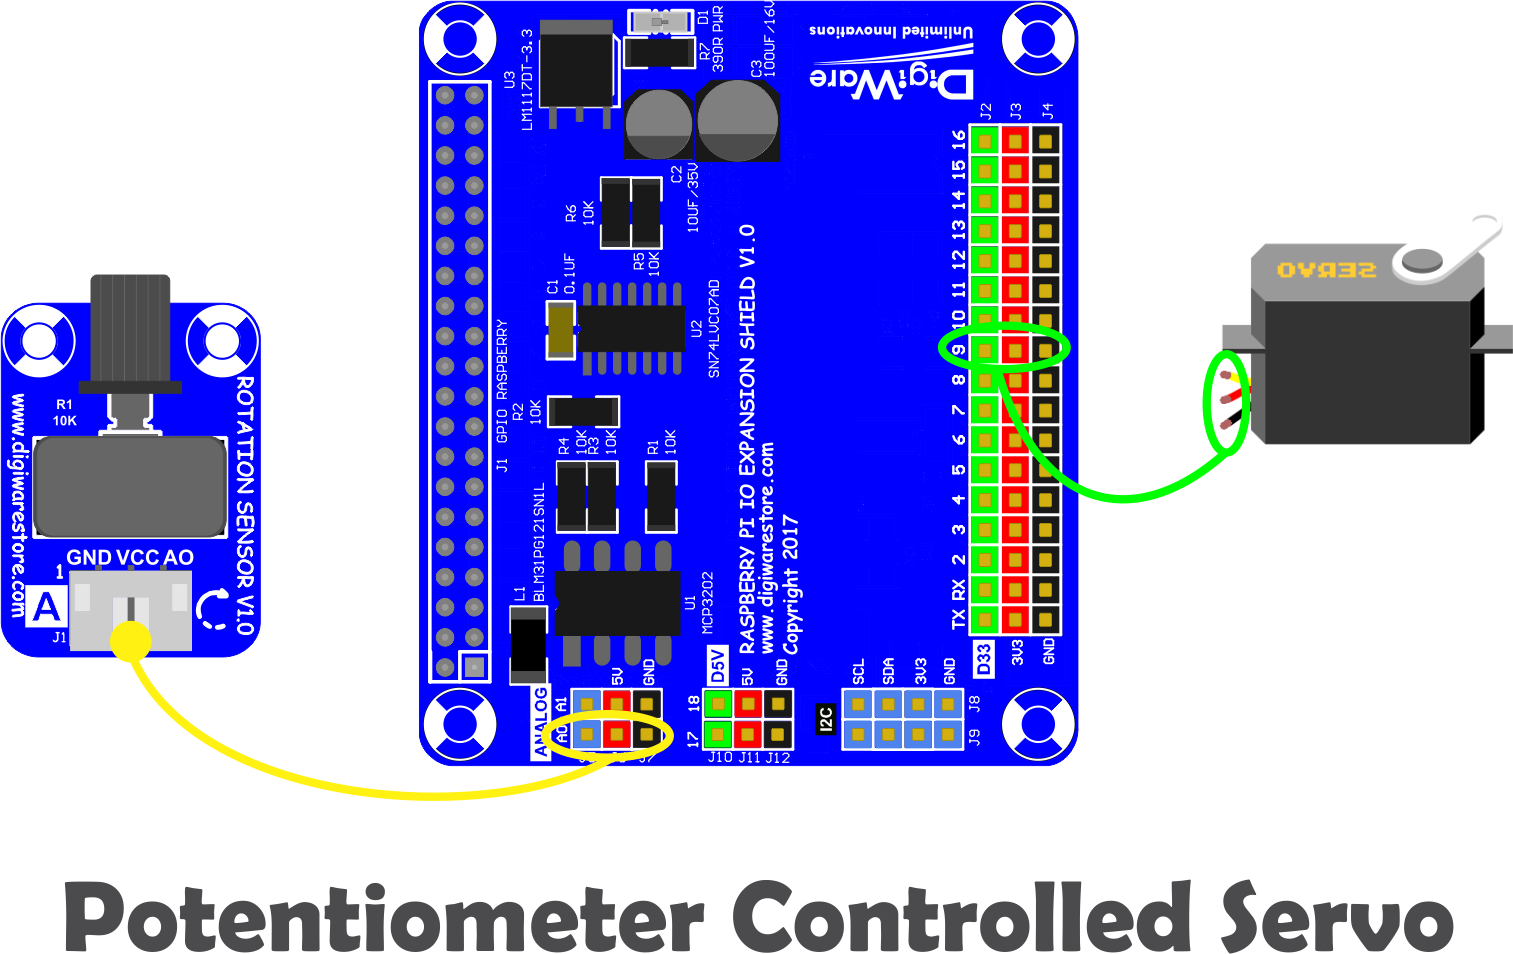 D1
PWR
R7
390R
U3
LM1117DT-3.3
C3
100UF/16V
C2
10UF/35V
Unlimited Innovations
DigiWare
J2
J3
J4
16
15
14
13
12
11
10
9
8
7
6
5
4
3
2
RX
TX
D33
3V3
GND
R6
10K
R5
10K
C1
0.1UF
U2
SN74LVC07AD
J1 GPIO RASPBERRY
R2
10K
R4
10K
R3
10K
R1
10K
L1
BLM31PG121SN1L
U1
MCP3202
RASPBERRY PI IO EXPANSION SHIELD V1.0
www.digiwarestore.com
Copyright 2017
ANALOG
A1
A0
5V
GND
J7
D5V
5V
GND
18
17
J10
J11
J12
I2C
SCL
SDA
3V3
GND
J8
J9
R1
10K
www.digiwarestore.com
ROTATION SENSOR V1.0
GND VCC AO
1
A
J1
SERVO
Potentiometer Controlled Servo